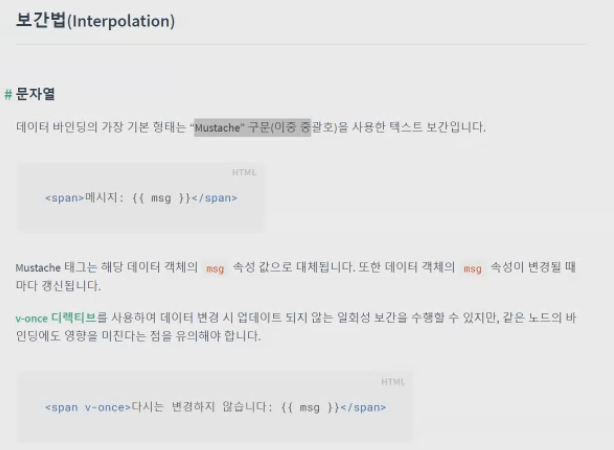 보간법(Interpolation)
# 문자열
데이터 바인딩의 가장 기본 형태는 “Mustache” 구문(이중 중괄호)을 사용한 텍스트 보간입니다.
HTML
<span>메시지: {{ msg }}</span>
Mustache 태그는 해당 데이터 객체의 msg 속성 값으로 대체됩니다. 또한 데이터 객체의 msg 속성이 변경될 때
마다 갱신됩니다.
v-once 디렉티브를 사용하여 데이터 변경 시 업데이트 되지 않는 일회성 보간을 수행할 수 있지만, 같은 노드의 바
인딩에도 영향을 미친다는 점을 유의해야 합니다.
HTML
<span v-once>다시는 변경하지 않습니다: {{ msg }}</span>